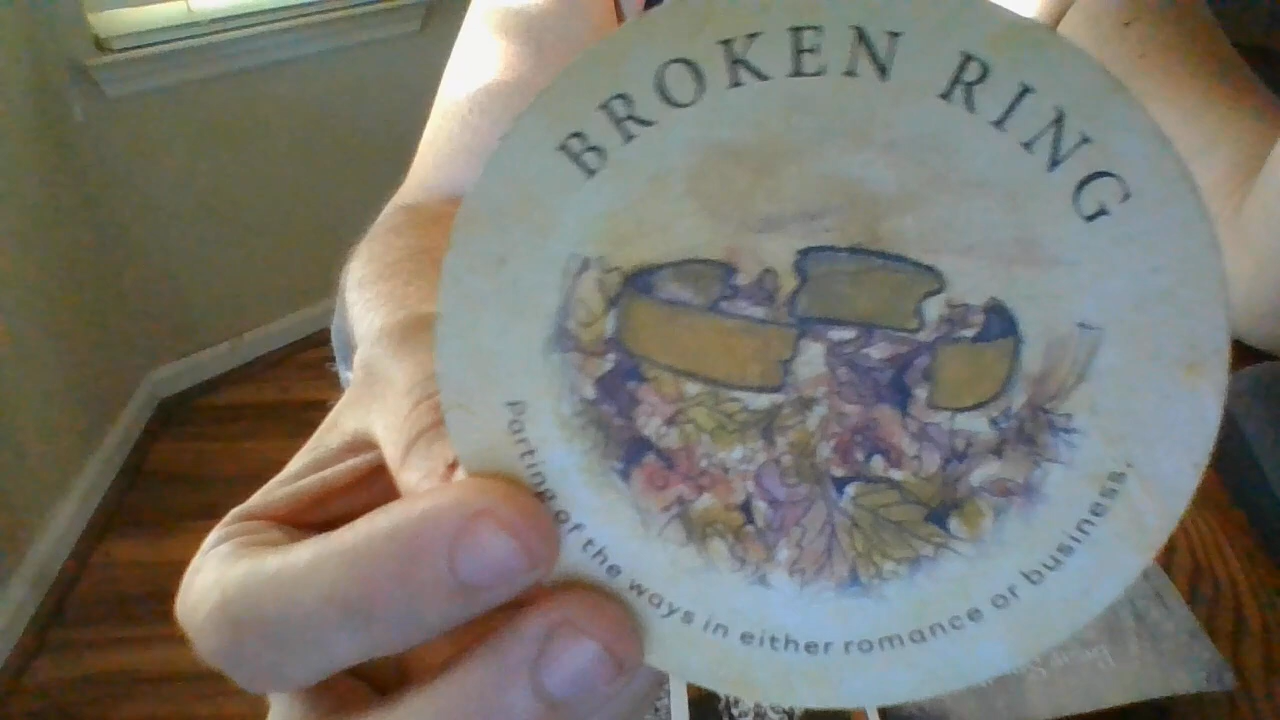 BROKEN RING
Parting of the ways in either romance or business.